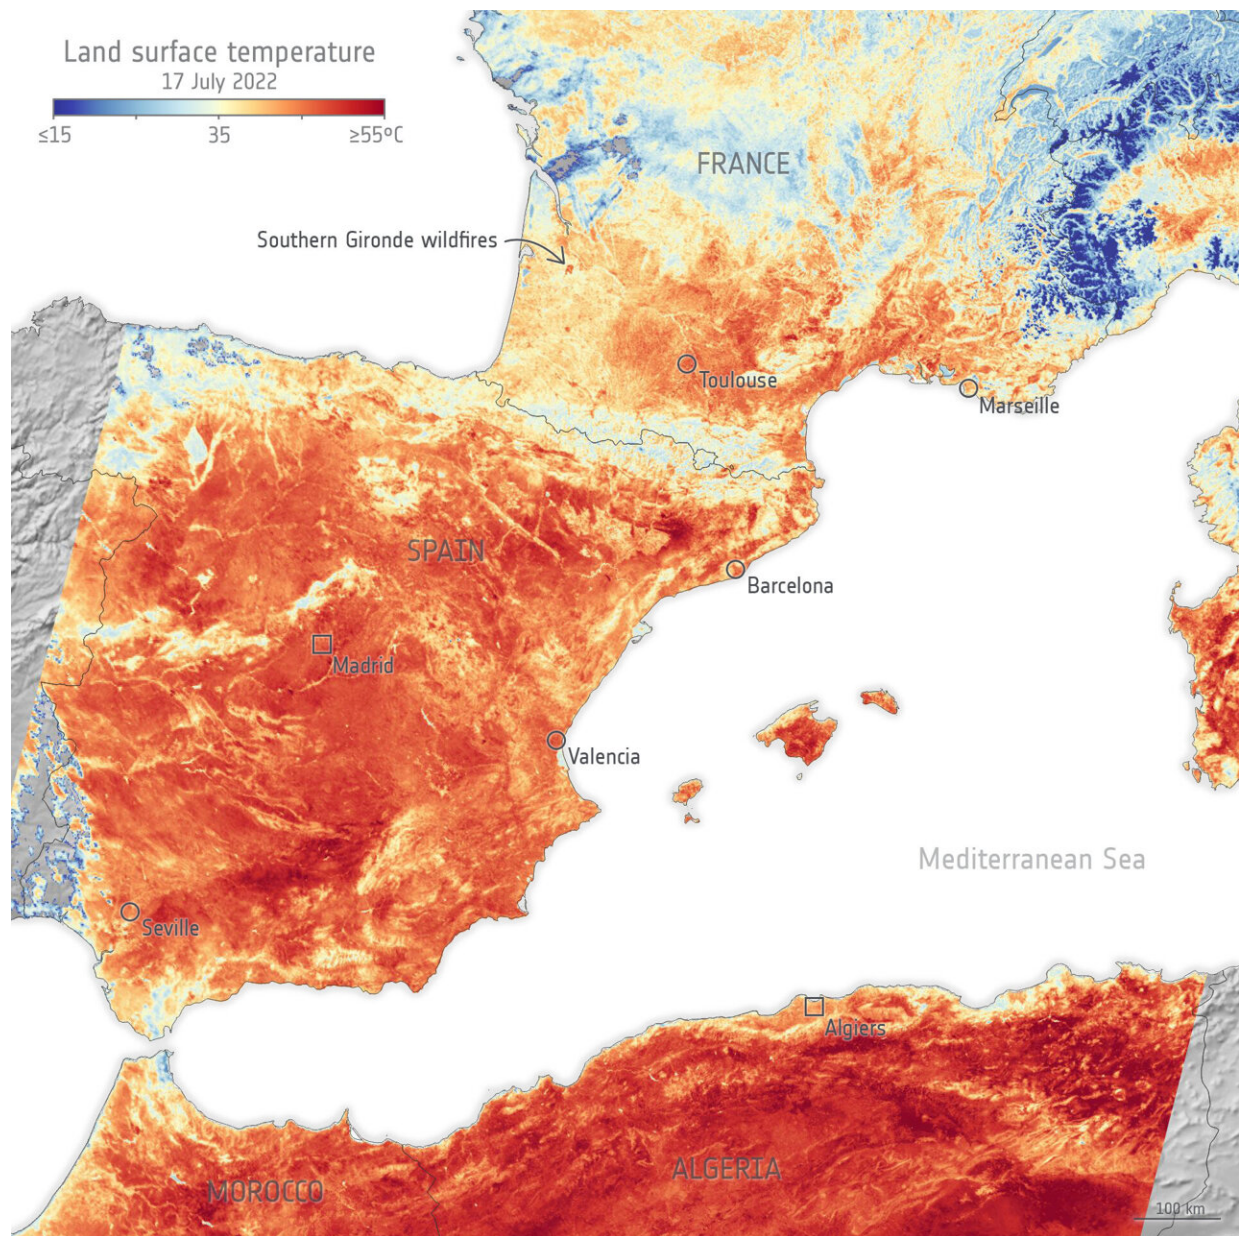 Land surface temperature
17 July 2022
≤15 35 ≥55ºC
FRANCE
Southern Gironde wildfires
Toulouse
Marseille
SPAIN
Barcelona
Madrid
Valencia
Mediterranean Sea
Seville
Algiers
ALGERIA
MOROCCO
100 km